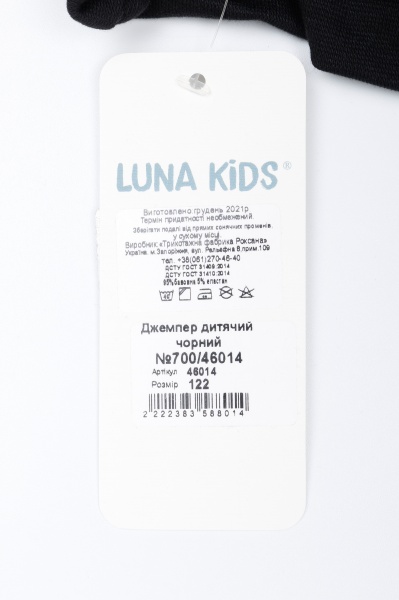 LUNA KiDS®
Виготовлено грудень 2021р
Термін придатності необмежений
Зберігати подалі від прямих сонячних променів,
у сухому місці.
Виробник: «Трикотажна фабрика Роксана»
Україна, м.Запоріжжя, вул. Рельєфна 8,прим.109
тел. +38(061)270-46-40
ДСТУ ГОСТ 31409:2014
ДСТУ ГОСТ 31410:2014
95%бавовна 5% еластан
Джемпер дитячий
чорний
№700/46014
Артікул 46014
Розмір 122
2222383588014